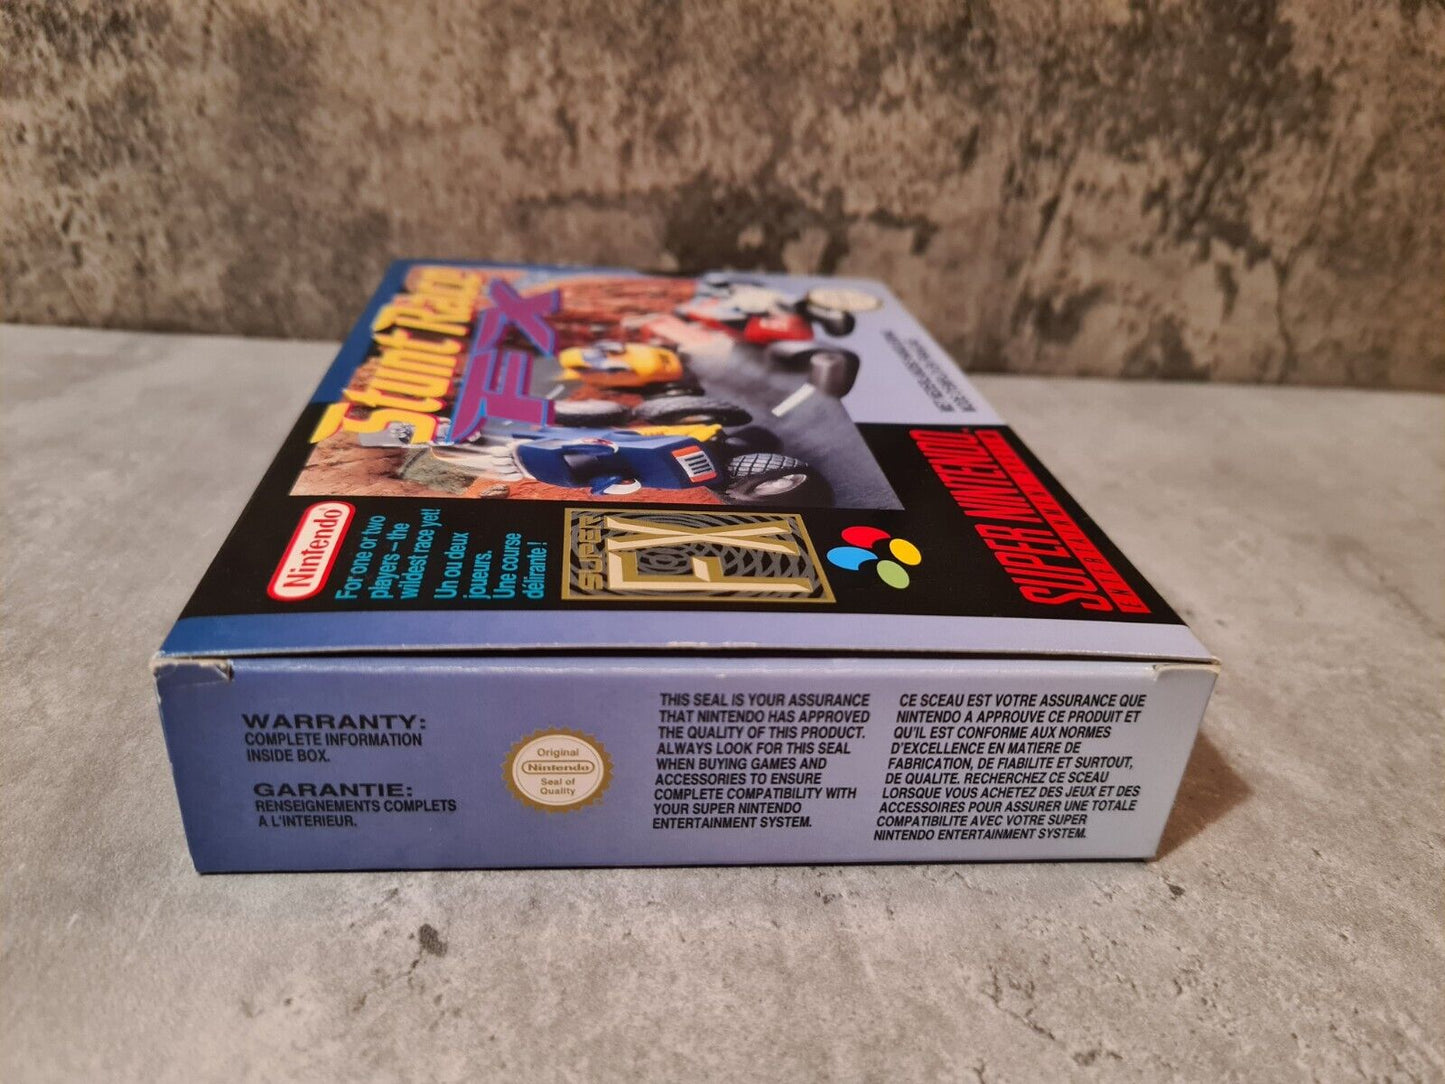 Stunt Race
FX
Nintendo
For one or two
players – the
wildest race yet!
Un ou deux
joueurs.
Une course
délirante !
SUPER
FX
SUPER NINTENDO
WARRANTY:
COMPLETE INFORMATION
INSIDE BOX.
GARANTIE:
RENSEIGNEMENTS COMPLETS
A L'INTERIEUR.
Original
Nintendo
Seal of
Quality
THIS SEAL IS YOUR ASSURANCE
THAT NINTENDO HAS APPROVED
THE QUALITY OF THIS PRODUCT.
ALWAYS LOOK FOR THIS SEAL
WHEN BUYING GAMES AND
ACCESSORIES TO ENSURE
COMPLETE COMPATIBILITY WITH
YOUR SUPER NINTENDO
ENTERTAINMENT SYSTEM.
CE SCEAU EST VOTRE ASSURANCE QUE
NINTENDO A APPROUVE CE PRODUIT ET
QU'IL EST CONFORME AUX NORMES
D'EXCELLENCE EN MATIERE DE
FABRICATION, DE FIABILITE ET SURTOUT,
DE QUALITE. RECHERCHEZ CE SCEAU
LORSQUE VOUS ACHETEZ DES JEUX ET DES
ACCESSOIRES POUR ASSURER UNE TOTALE
COMPATIBILITE AVEC VOTRE SUPER
NINTENDO ENTERTAINMENT SYSTEM.